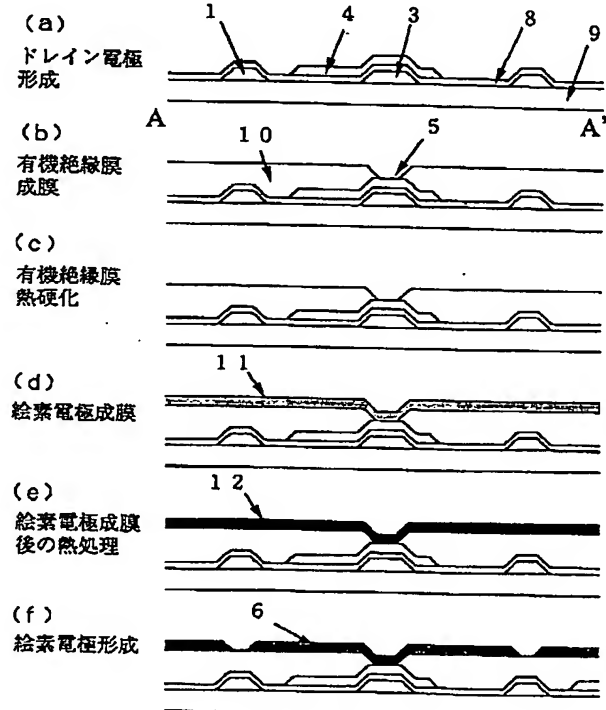 (a)
ドレイン電極
形成
1
4
3
8
9
A
A'
(b)
有機絶縁膜
成膜
10
5
(c)
有機絶縁膜
熱硬化
(d)
絵素電極成膜
11
(e)
絵素電極成膜
後の熱処理
12
(f)
絵素電極形成
6